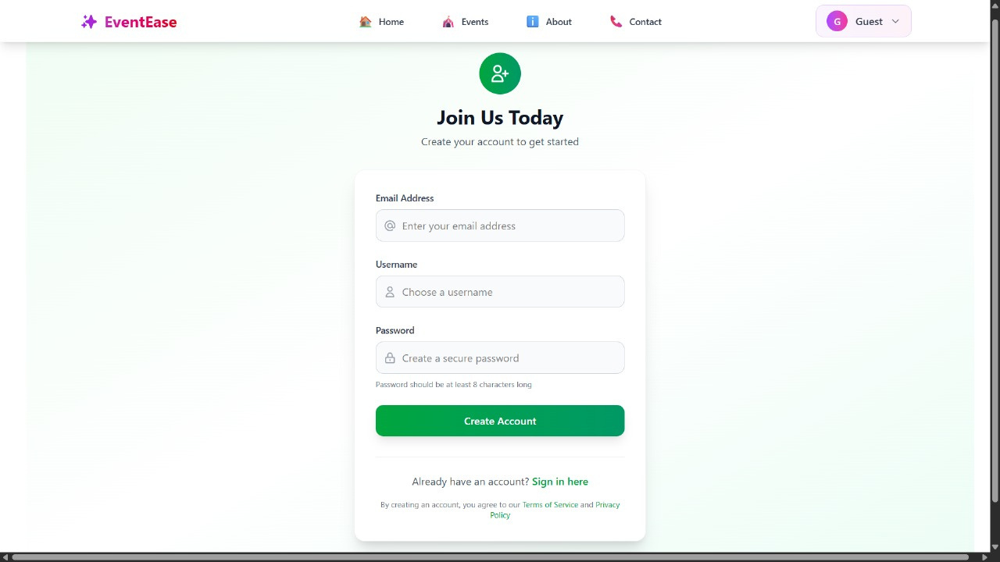 EventEase
Home
Events
About
Contact
G
Guest
Join Us Today
Create your account to get started
Email Address
Enter your email address
Username
Choose a username
Password
Create a secure password
Password should be at least 8 characters long
Create Account
Already have an account? Sign in here
By creating an account, you agree to our Terms of Service and Privacy
Policy